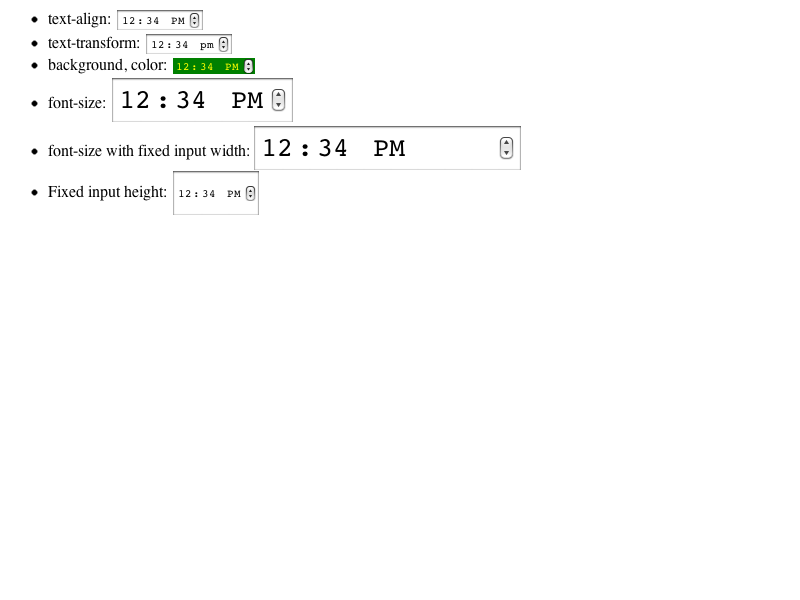 text-align: 12:34 PM
text-transform: 12:34 pm
background, color: 12:34 PM
font-size: 12:34 PM
font-size with fixed input width: 12:34 PM
Fixed input height: 12:34 PM